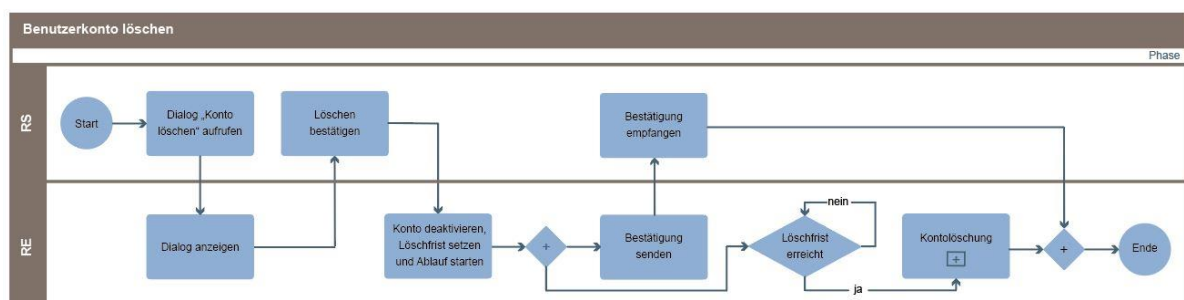 Benutzerkonto löschen
Phase
RS
Start
Dialog „Konto
löschen“ aufrufen
Löschen
bestätigen
Bestätigung
empfangen
RE
Dialog anzeigen
Konto deaktivieren,
Löschfrist setzen
und Ablauf starten
+
Bestätigung
senden
Löschfrist
erreicht
nein
ja
Kontolöschung
+
+
Ende